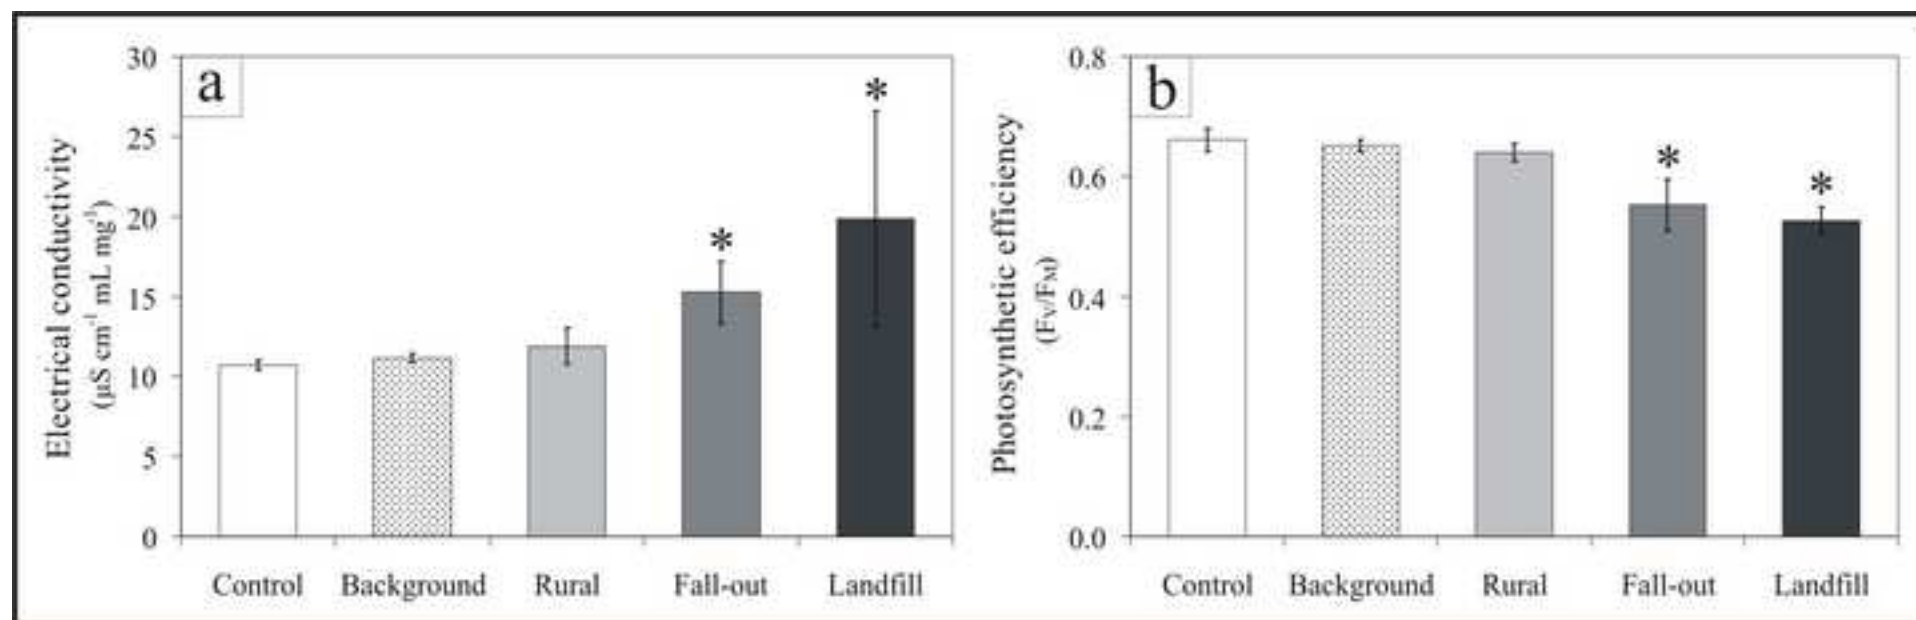 a
Electrical conductivity
(µS cm⁻¹ mL mg⁻¹)
30
25
20
15
10
5
0
*
*
Control Background Rural Fall-out Landfill
b
Photosynthetic efficiency
(Fv/FM)
0.8
0.6
0.4
0.2
0.0
*
*
Control Background Rural Fall-out Landfill